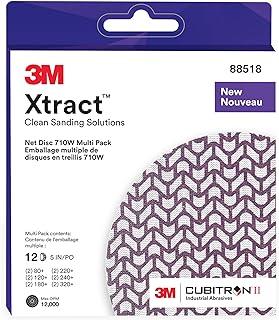 3M
88518
Xtract™
Clean Sanding Solutions
New
Nouveau
Net Disc 710W Multi Pack
Emballage multiple de
disques en treillis 710W
Multi Pack contents:
Contenu de l'emballage
multiple:
12 5 IN/PO
(2) 80+ (2) 220+
(2) 120+ (2) 240+
(2) 180+ (2) 320+
Max OPM
12,000
3M CUBITRON II
Industrial Abrasives